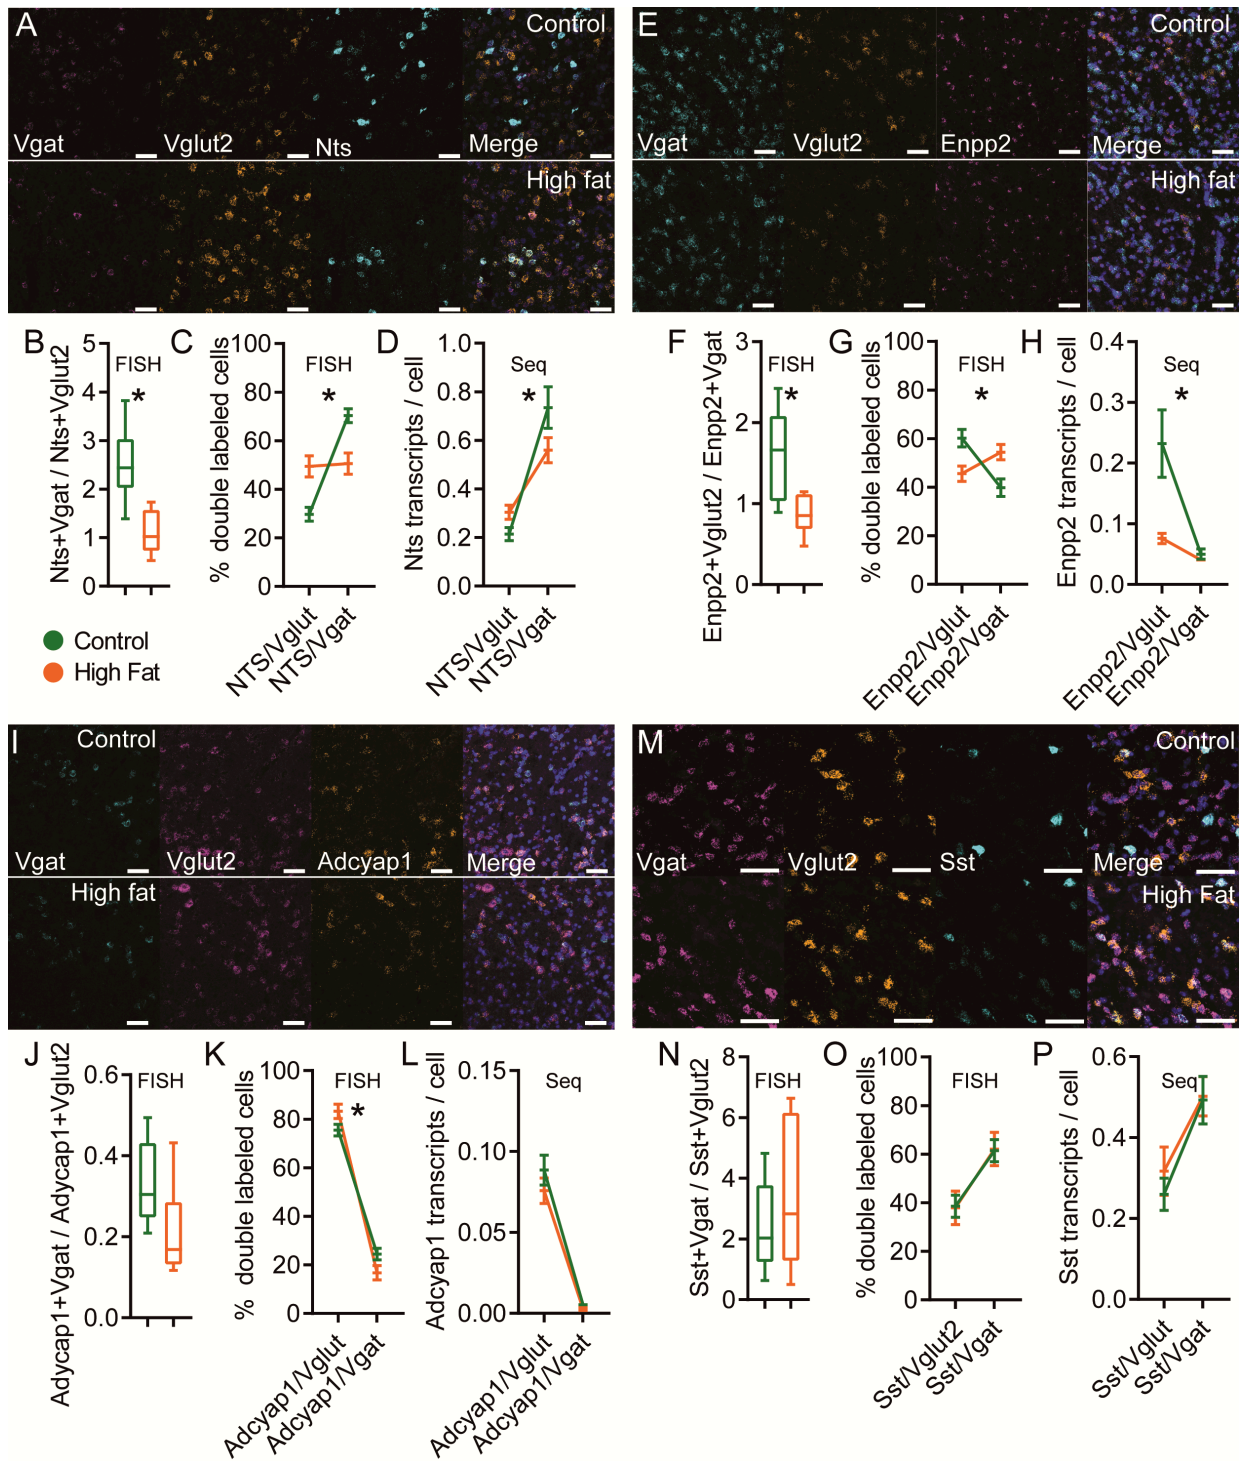 A
Control
Vgat
Vglut2
Nts
Merge
High fat
E
Control
Vgat
Vglut2
Enpp2
Merge
High fat
B
Nts+Vgat / Nts+Vglut2
5
4
3
2
1
0
FISH
*
C
% double labeled cells
100
80
60
40
20
0
FISH
*
NTS/Vglut
NTS/Vgat
D
Nts transcripts / cell
1.0
0.8
0.6
0.4
0.2
0.0
Seq
*
NTS/Vglut
NTS/Vgat
Control
High Fat
F
Enpp2+Vglut2 / Enpp2+Vgat
3
2
1
0
FISH
*
G
% double labeled cells
100
80
60
40
20
0
FISH
*
Enpp2/Vglut
Enpp2/Vgat
H
Enpp2 transcripts / cell
0.4
0.3
0.2
0.1
0.0
Seq
*
Enpp2/Vglut
Enpp2/Vgat
I
Control
Vgat
Vglut2
Adcyap1
Merge
High fat
M
Control
Vgat
Vglut2
Sst
Merge
High Fat
J
Adycap1+Vgat / Adycap1+Vglut2
0.6
0.4
0.2
0.0
FISH
K
% double labeled cells
100
80
60
40
20
0
FISH
*
Adcyap1/Vglut
Adcyap1/Vgat
L
Adcyap1 transcripts / cell
0.15
0.10
0.05
0.00
Seq
Adcyap1/Vglut
Adcyap1/Vgat
N
Sst+Vgat / Sst+Vglut2
8
6
4
2
0
FISH
O
% double labeled cells
100
80
60
40
20
0
FISH
Sst/Vglut2
Sst/Vgat
P
Sst transcripts / cell
0.6
0.4
0.2
0.0
Seq
Sst/Vglut
Sst/Vgat